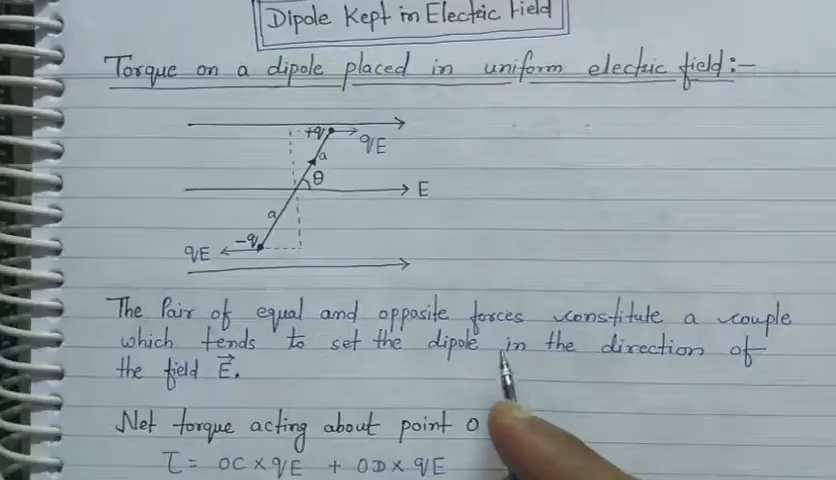 Dipole Kept in Electric Field
Torque on a dipole placed in uniform electric field:-
+q
qE
a
θ
E
a
-q
qE
The Pair of equal and opposite forces constitute a couple
which tends to set the dipole in the direction of
the field E⃗.
Net torque acting about point O
τ = OC × qE + OD × qE